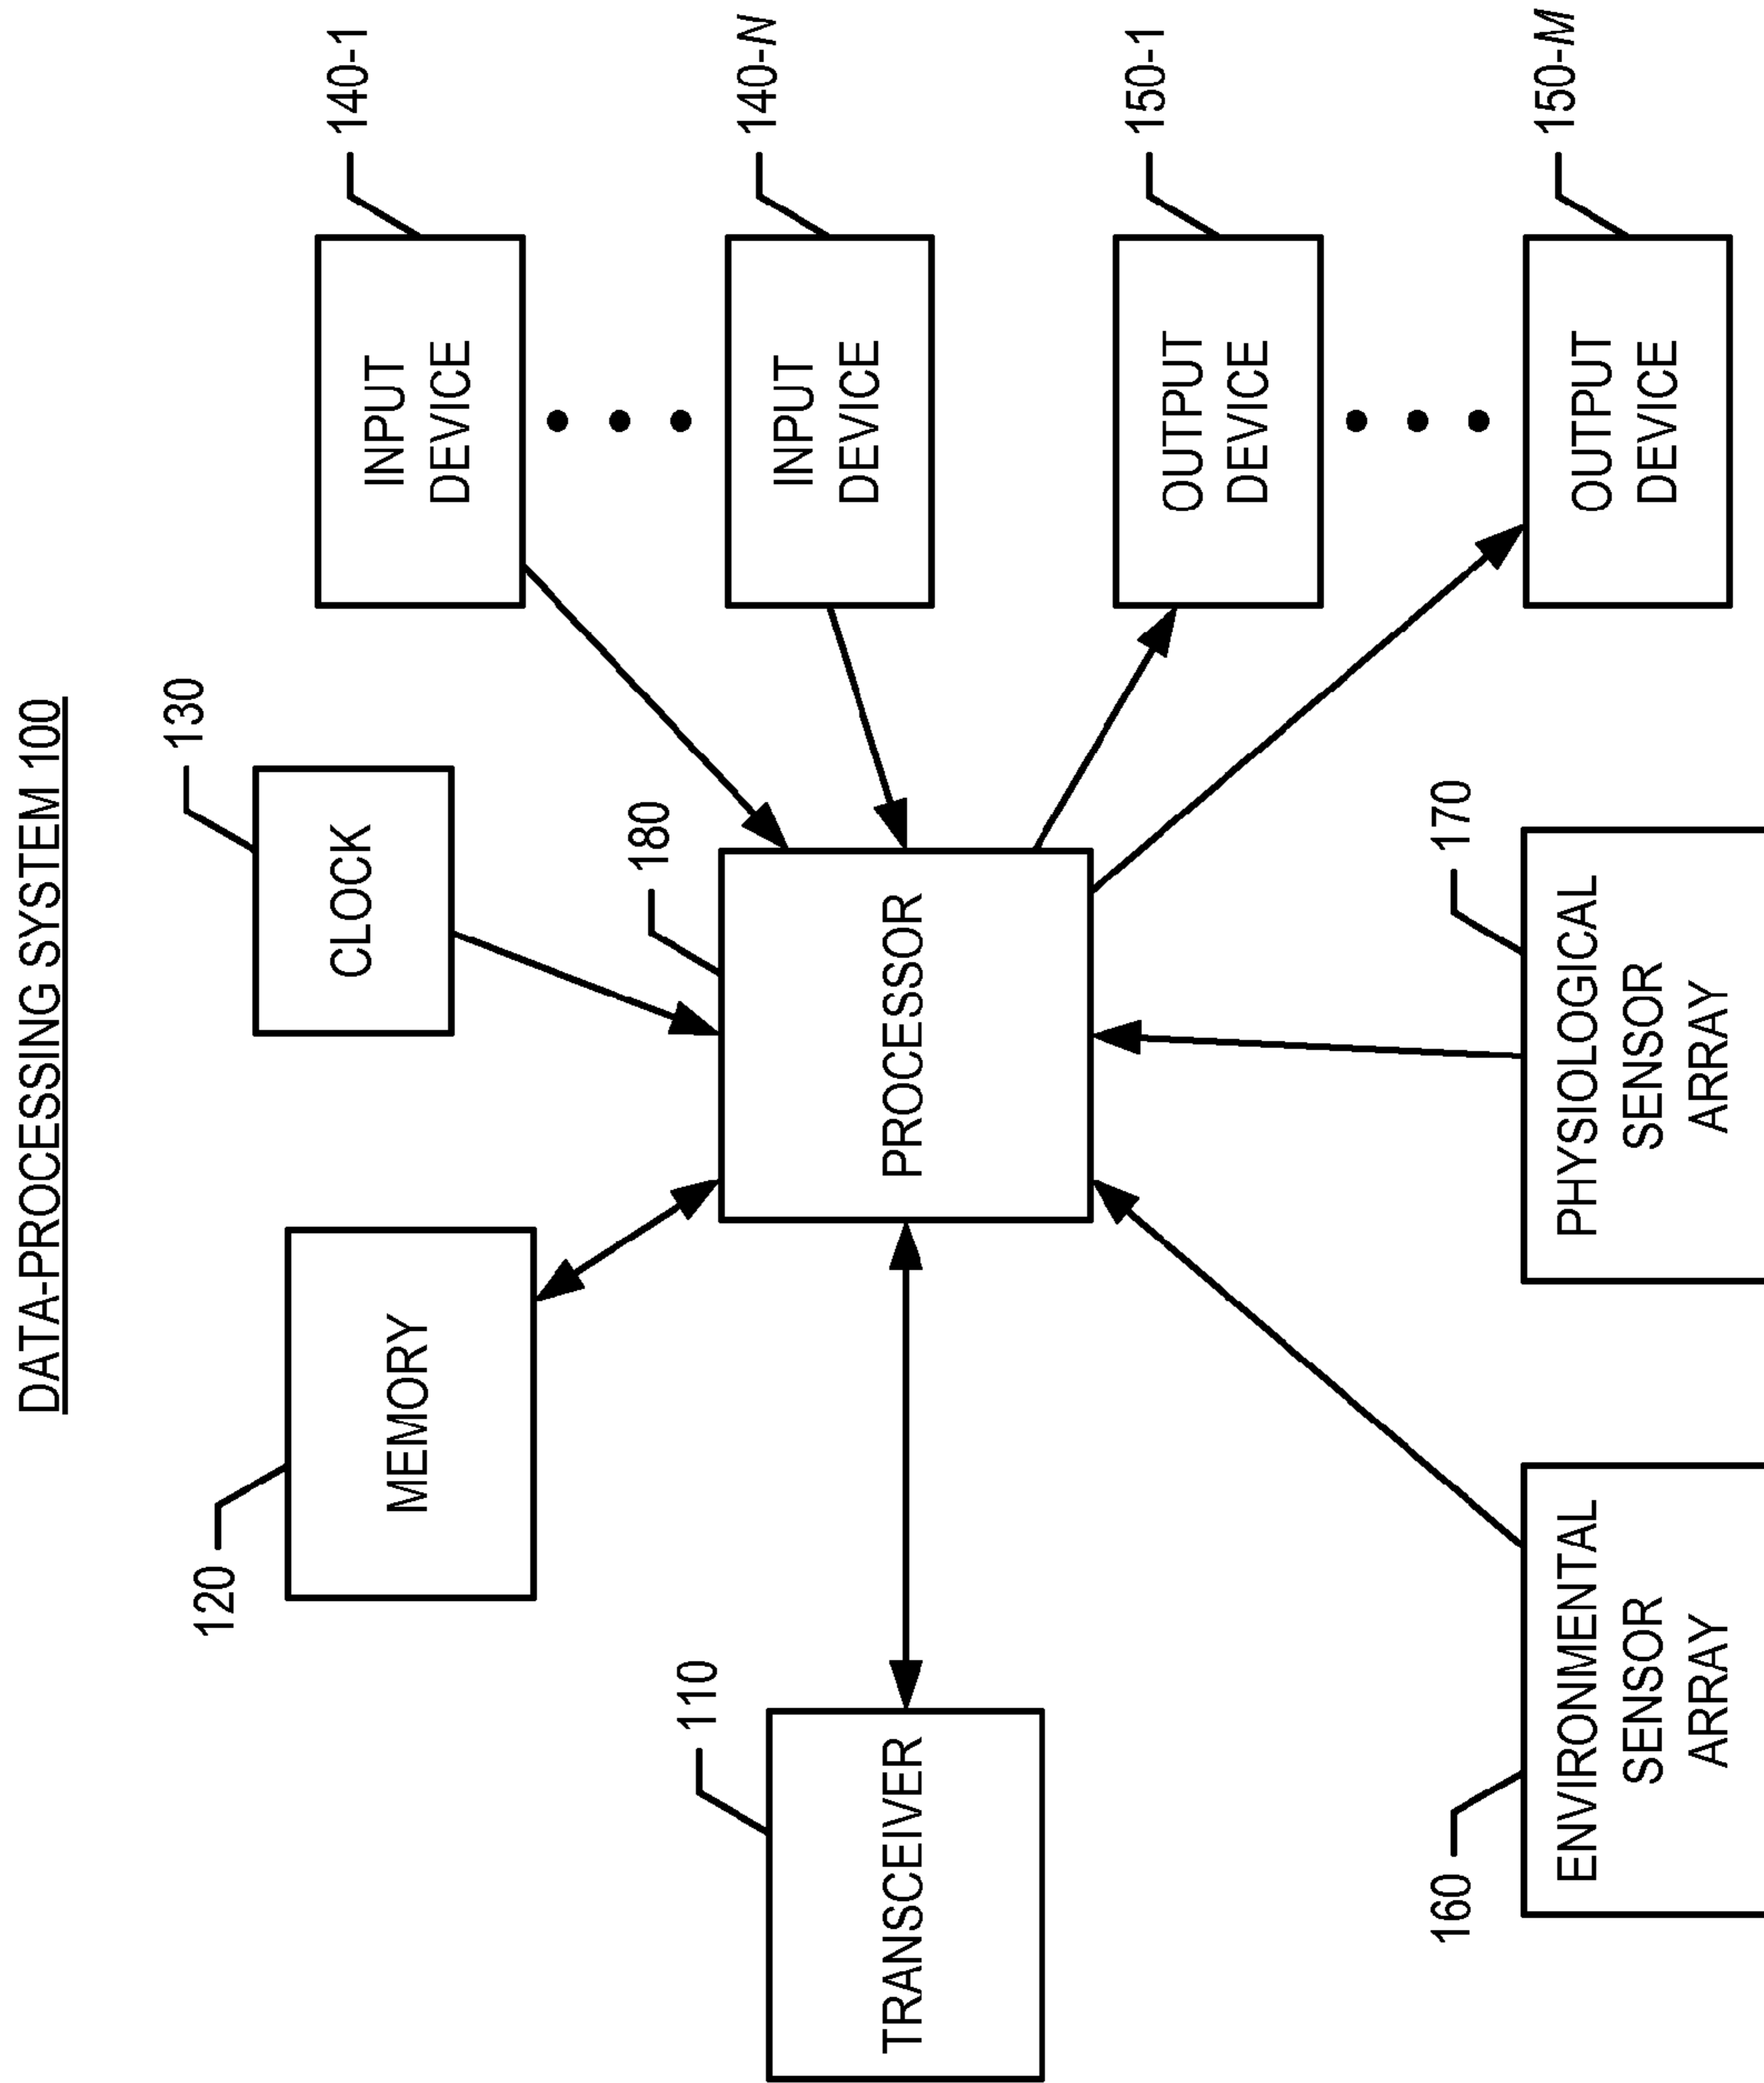 DATA-PROCESSING SYSTEM 100
120
MEMORY
130
CLOCK
140-1
INPUT
DEVICE
110
TRANSCEIVER
180
PROCESSOR
140-N
INPUT
DEVICE
150-1
OUTPUT
DEVICE
160
ENVIRONMENTAL
SENSOR
ARRAY
170
PHYSIOLOGICAL
SENSOR
ARRAY
150-M
OUTPUT
DEVICE